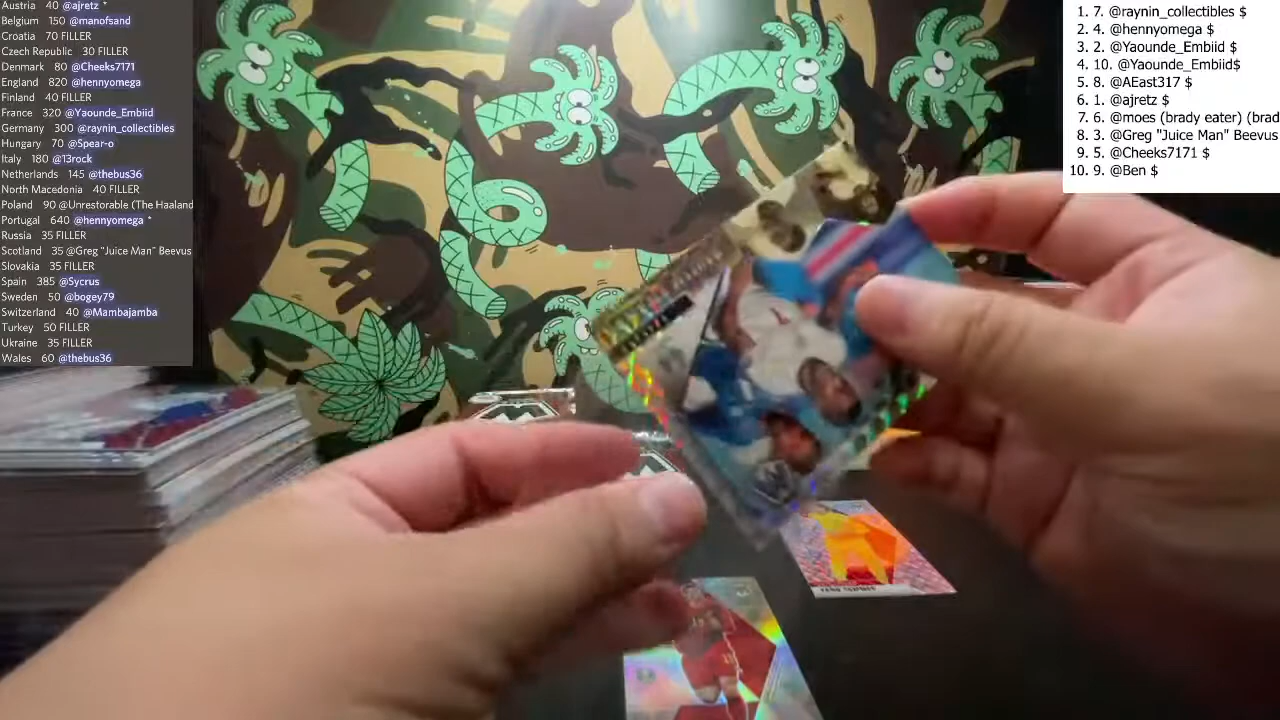 Austria 40 @ajretz *
Belgium 150 @manofsand
Croatia 70 FILLER
Czech Republic 30 FILLER
Denmark 80 @Cheeks7171
England 820 @hennyomega
Finland 40 FILLER
France 320 @Yaounde_Embiid
Germany 300 @raynin_collectibles
Hungary 70 @Spear-o
Italy 180 @13rock
Netherlands 145 @thebus36
North Macedonia 40 FILLER
Poland 90 @Unrestorable (The Haaland
Portugal 640 @hennyomega *
Russia 35 FILLER
Scotland 35 @Greg "Juice Man" Beevus
Slovakia 35 FILLER
Spain 385 @Sycrus
Sweden 50 @bogey79
Switzerland 40 @Mambajamba
Turkey 50 FILLER
Ukraine 35 FILLER
Wales 60 @thebus36
1. 7. @raynin_collectibles $
2. 4. @hennyomega $
3. 2. @Yaounde_Embiid $
4. 10. @Yaounde_Embiid$
5. 8. @AEast317 $
6. 1. @ajretz $
7. 6. @moes (brady eater) (brad
8. 3. @Greg "Juice Man" Beevus
9. 5. @Cheeks7171 $
10. 9. @Ben $